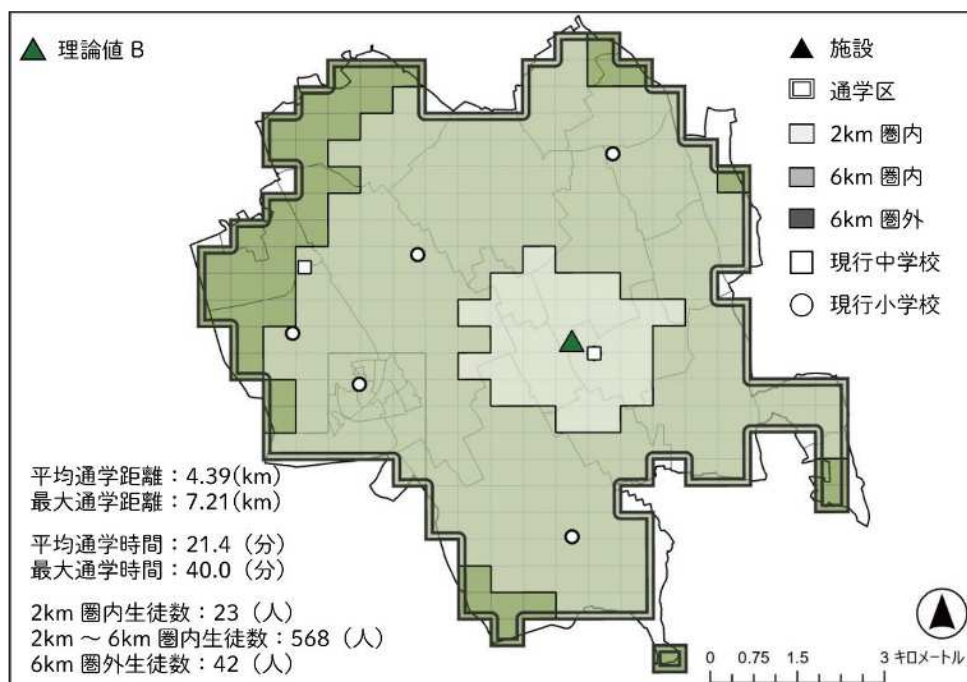 理論値 B
施設
通学区
2km 圏内
6km 圏内
6km 圏外
現行中学校
現行小学校
平均通学距離：4.39(km)
最大通学距離：7.21(km)
平均通学時間：21.4（分）
最大通学時間：40.0（分）
2km 圏内生徒数：23（人）
2km ～ 6km 圏内生徒数：568（人）
6km 圏外生徒数：42（人）
0 0.75 1.5 3 キロメートル